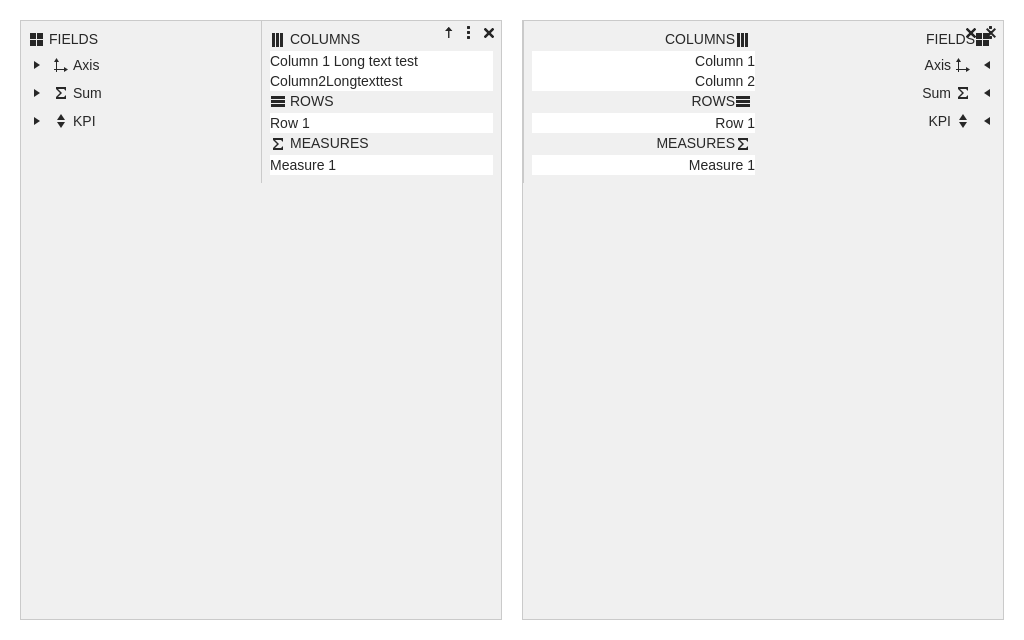 FIELDS
Axis
Sum
KPI
COLUMNS
Column 1 Long text test
Column2Longtexttest
ROWS
Row 1
MEASURES
Measure 1
COLUMNS
Column 1
Column 2
ROWS
Row 1
MEASURES
Measure 1
FIELDS
Axis
Sum
KPI